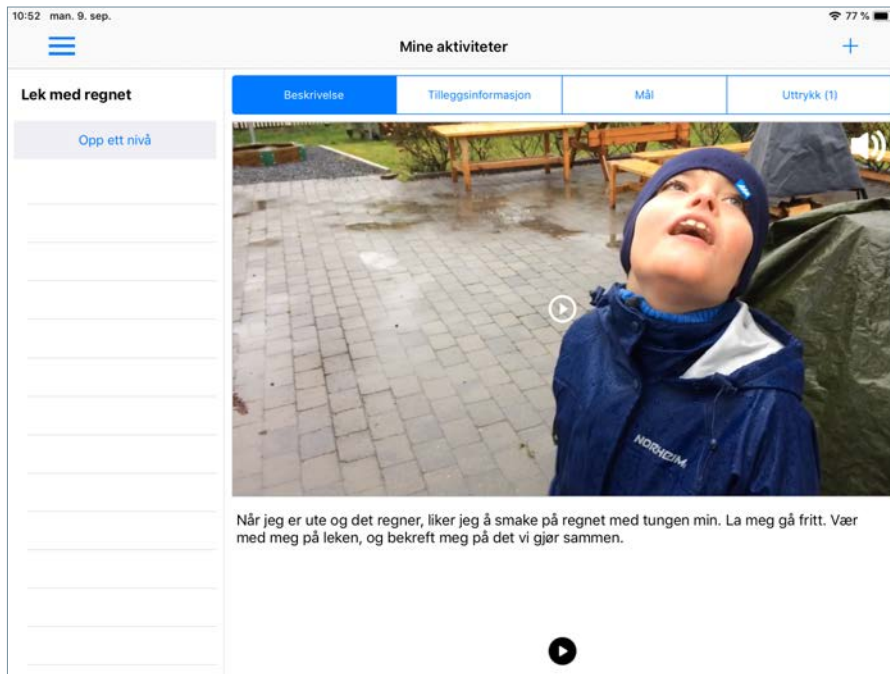 10:52 man. 9. sep.
77 %
Mine aktiviteter
Lek med regnet
Opp ett nivå
Beskrivelse
Tilleggsinformasjon
Mål
Uttrykk (1)
NORHEIM
Når jeg er ute og det regner, liker jeg å smake på regnet med tungen min. La meg gå fritt. Vær
med meg på leken, og bekreft meg på det vi gjør sammen.